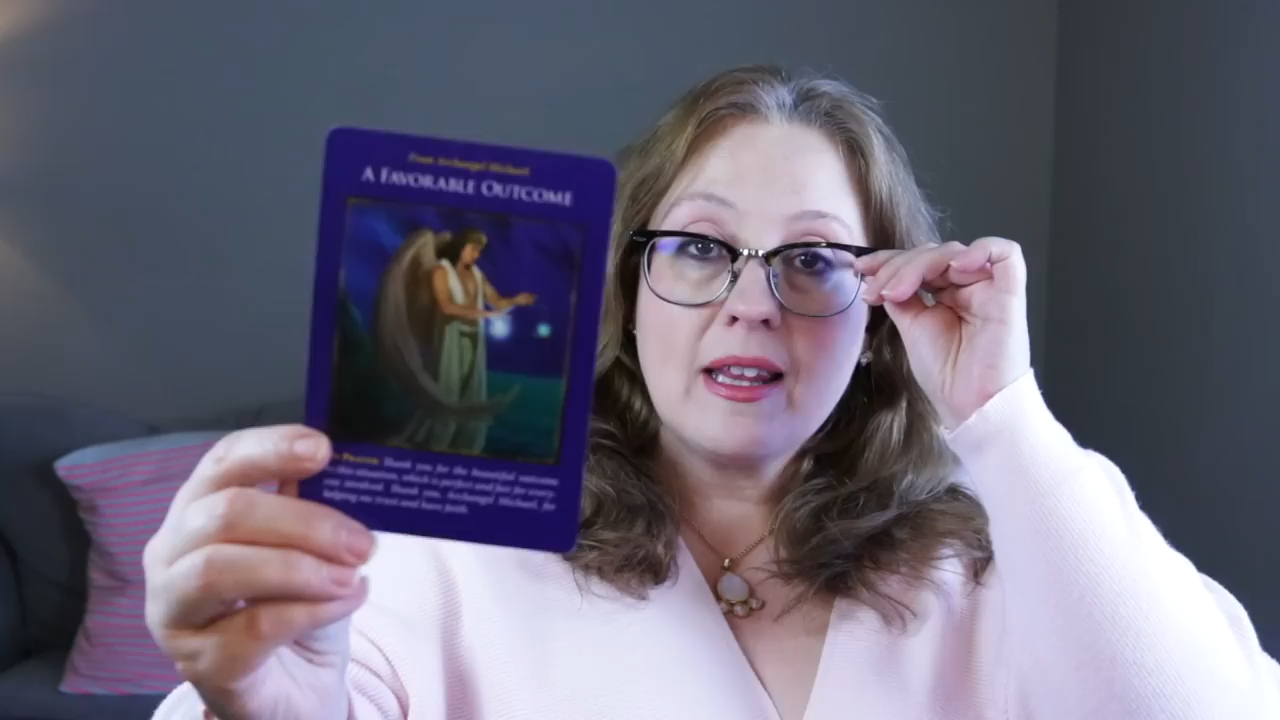 From Archangel Michael
A FAVORABLE OUTCOME
PRAYER: Thank you for the beautiful outcome
this situation, which is perfect and fair for every-
one involved. Thank you, Archangel Michael, for
helping me trust and have faith.